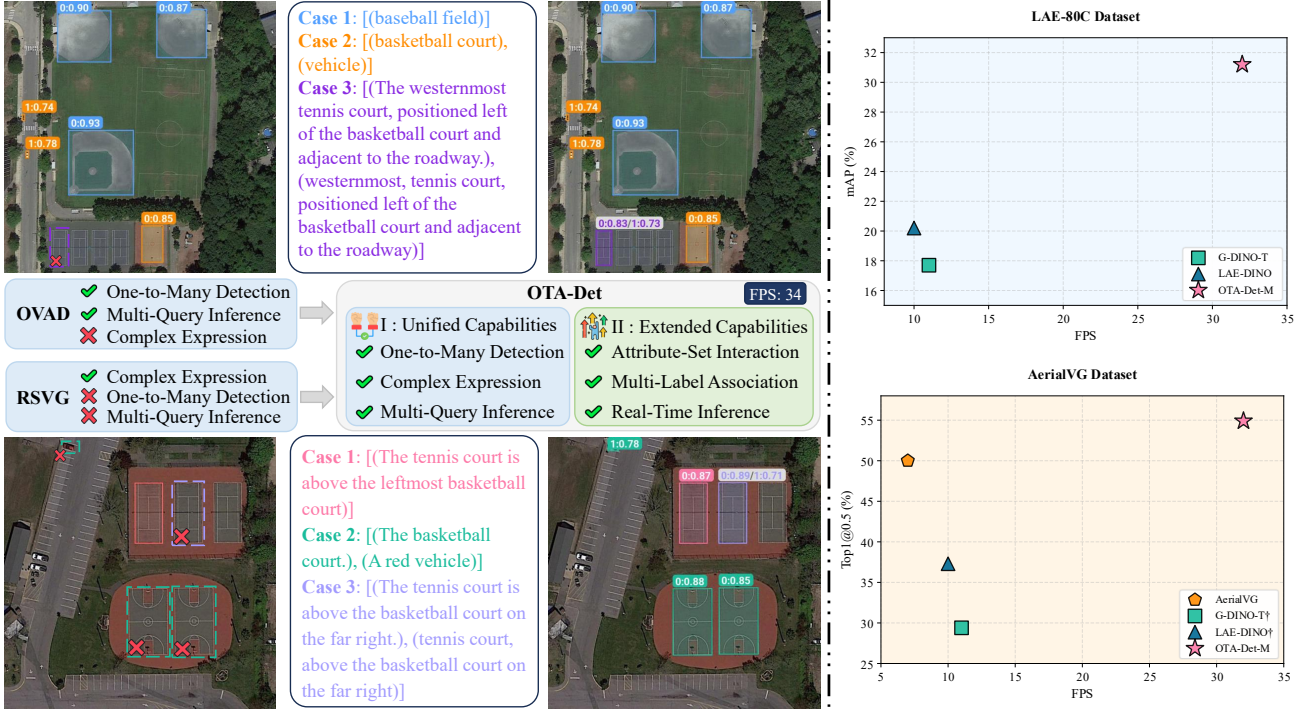 0:0.90
0:0.87
1:0.74
1:0.78
0:0.93
0:0.85
Case 1: [(baseball field)]
Case 2: [(basketball court),
(vehicle)]
Case 3: [(The westernmost
tennis court, positioned left
of the basketball court and
adjacent to the roadway.),
(westernmost, tennis court,
positioned left of the
basketball court and adjacent
to the roadway)]
0:0.90
0:0.87
1:0.74
1:0.78
0:0.93
0:0.83/1:0.73
0:0.85
OVAD
One-to-Many Detection
Multi-Query Inference
Complex Expression
RSVG
Complex Expression
One-to-Many Detection
Multi-Query Inference
OTA-Det
FPS: 34
I : Unified Capabilities
One-to-Many Detection
Complex Expression
Multi-Query Inference
II : Extended Capabilities
Attribute-Set Interaction
Multi-Label Association
Real-Time Inference
Case 1: [(The tennis court is
above the leftmost basketball
court)]
Case 2: [(The basketball
court.), (A red vehicle)]
Case 3: [(The tennis court is
above the basketball court on
the far right.), (tennis court,
above the basketball court on
the far right)]
1:0.78
0:0.87
0:0.89/1:0.71
0:0.88
0:0.85
LAE-80C Dataset
mAP (%)
32
30
28
26
24
22
20
18
16
10
15
20
25
30
35
FPS
G-DINO-T
LAE-DINO
OTA-Det-M
AerialVG Dataset
Top1@0.5 (%)
55
50
45
40
35
30
25
5
10
15
20
25
30
35
FPS
AerialVG
G-DINO-T†
LAE-DINO†
OTA-Det-M